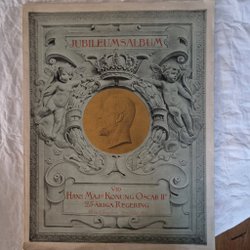 JUBILEUMSALBUM
VID
HANS MAJ:S KONUNG OSCAR II:S
25-ÅRIGA REGERING